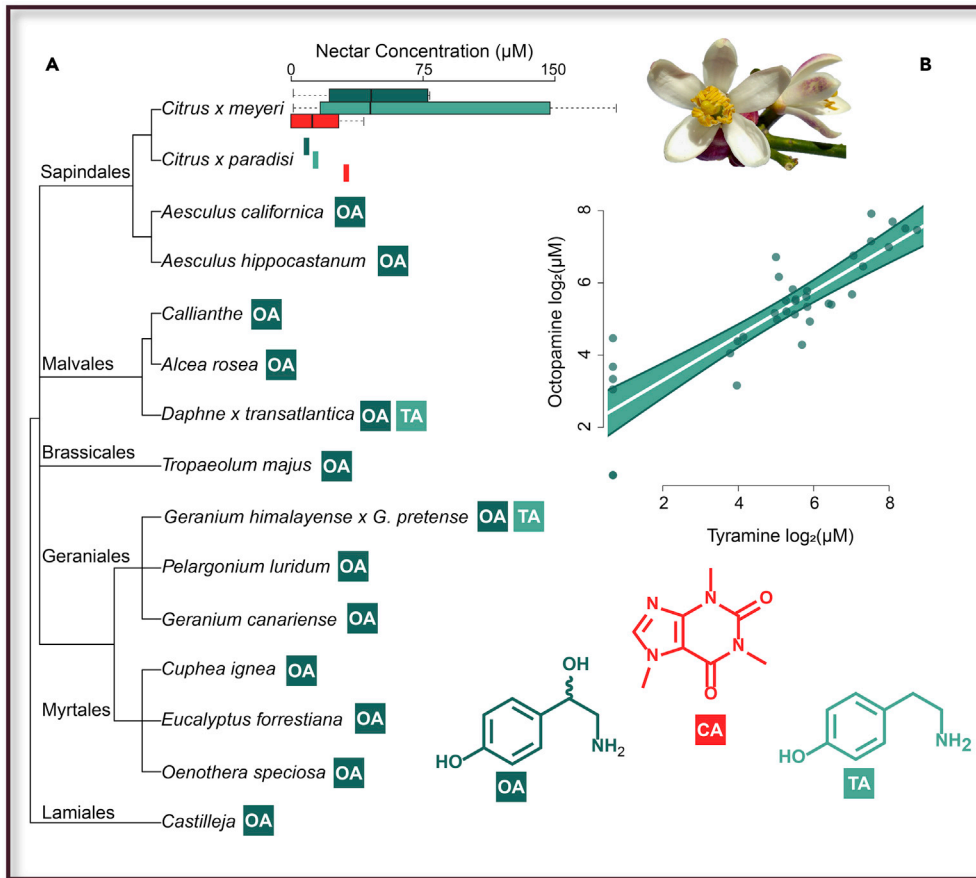 A
Nectar Concentration (µM)
0 75 150
B
Citrus x meyeri
Citrus x paradisi
Sapindales
Aesculus californica OA
Aesculus hippocastanum OA
Callianthe OA
Malvales
Alcea rosea OA
Daphne x transatlantica OA TA
Brassicales
Tropaeolum majus OA
Geranium himalayense x G. pretense OA TA
Geraniales
Pelargonium luridum OA
Geranium canariense OA
Cuphea ignea OA
Myrtales
Eucalyptus forrestiana OA
Oenothera speciosa OA
Lamiales
Castilleja OA
Octopamine log₂(µM)
8
6
4
2
2 4 6 8
Tyramine log₂(µM)
OH
HO
NH₂
OA
N
N
N
N
O
O
CA
HO
NH₂
TA